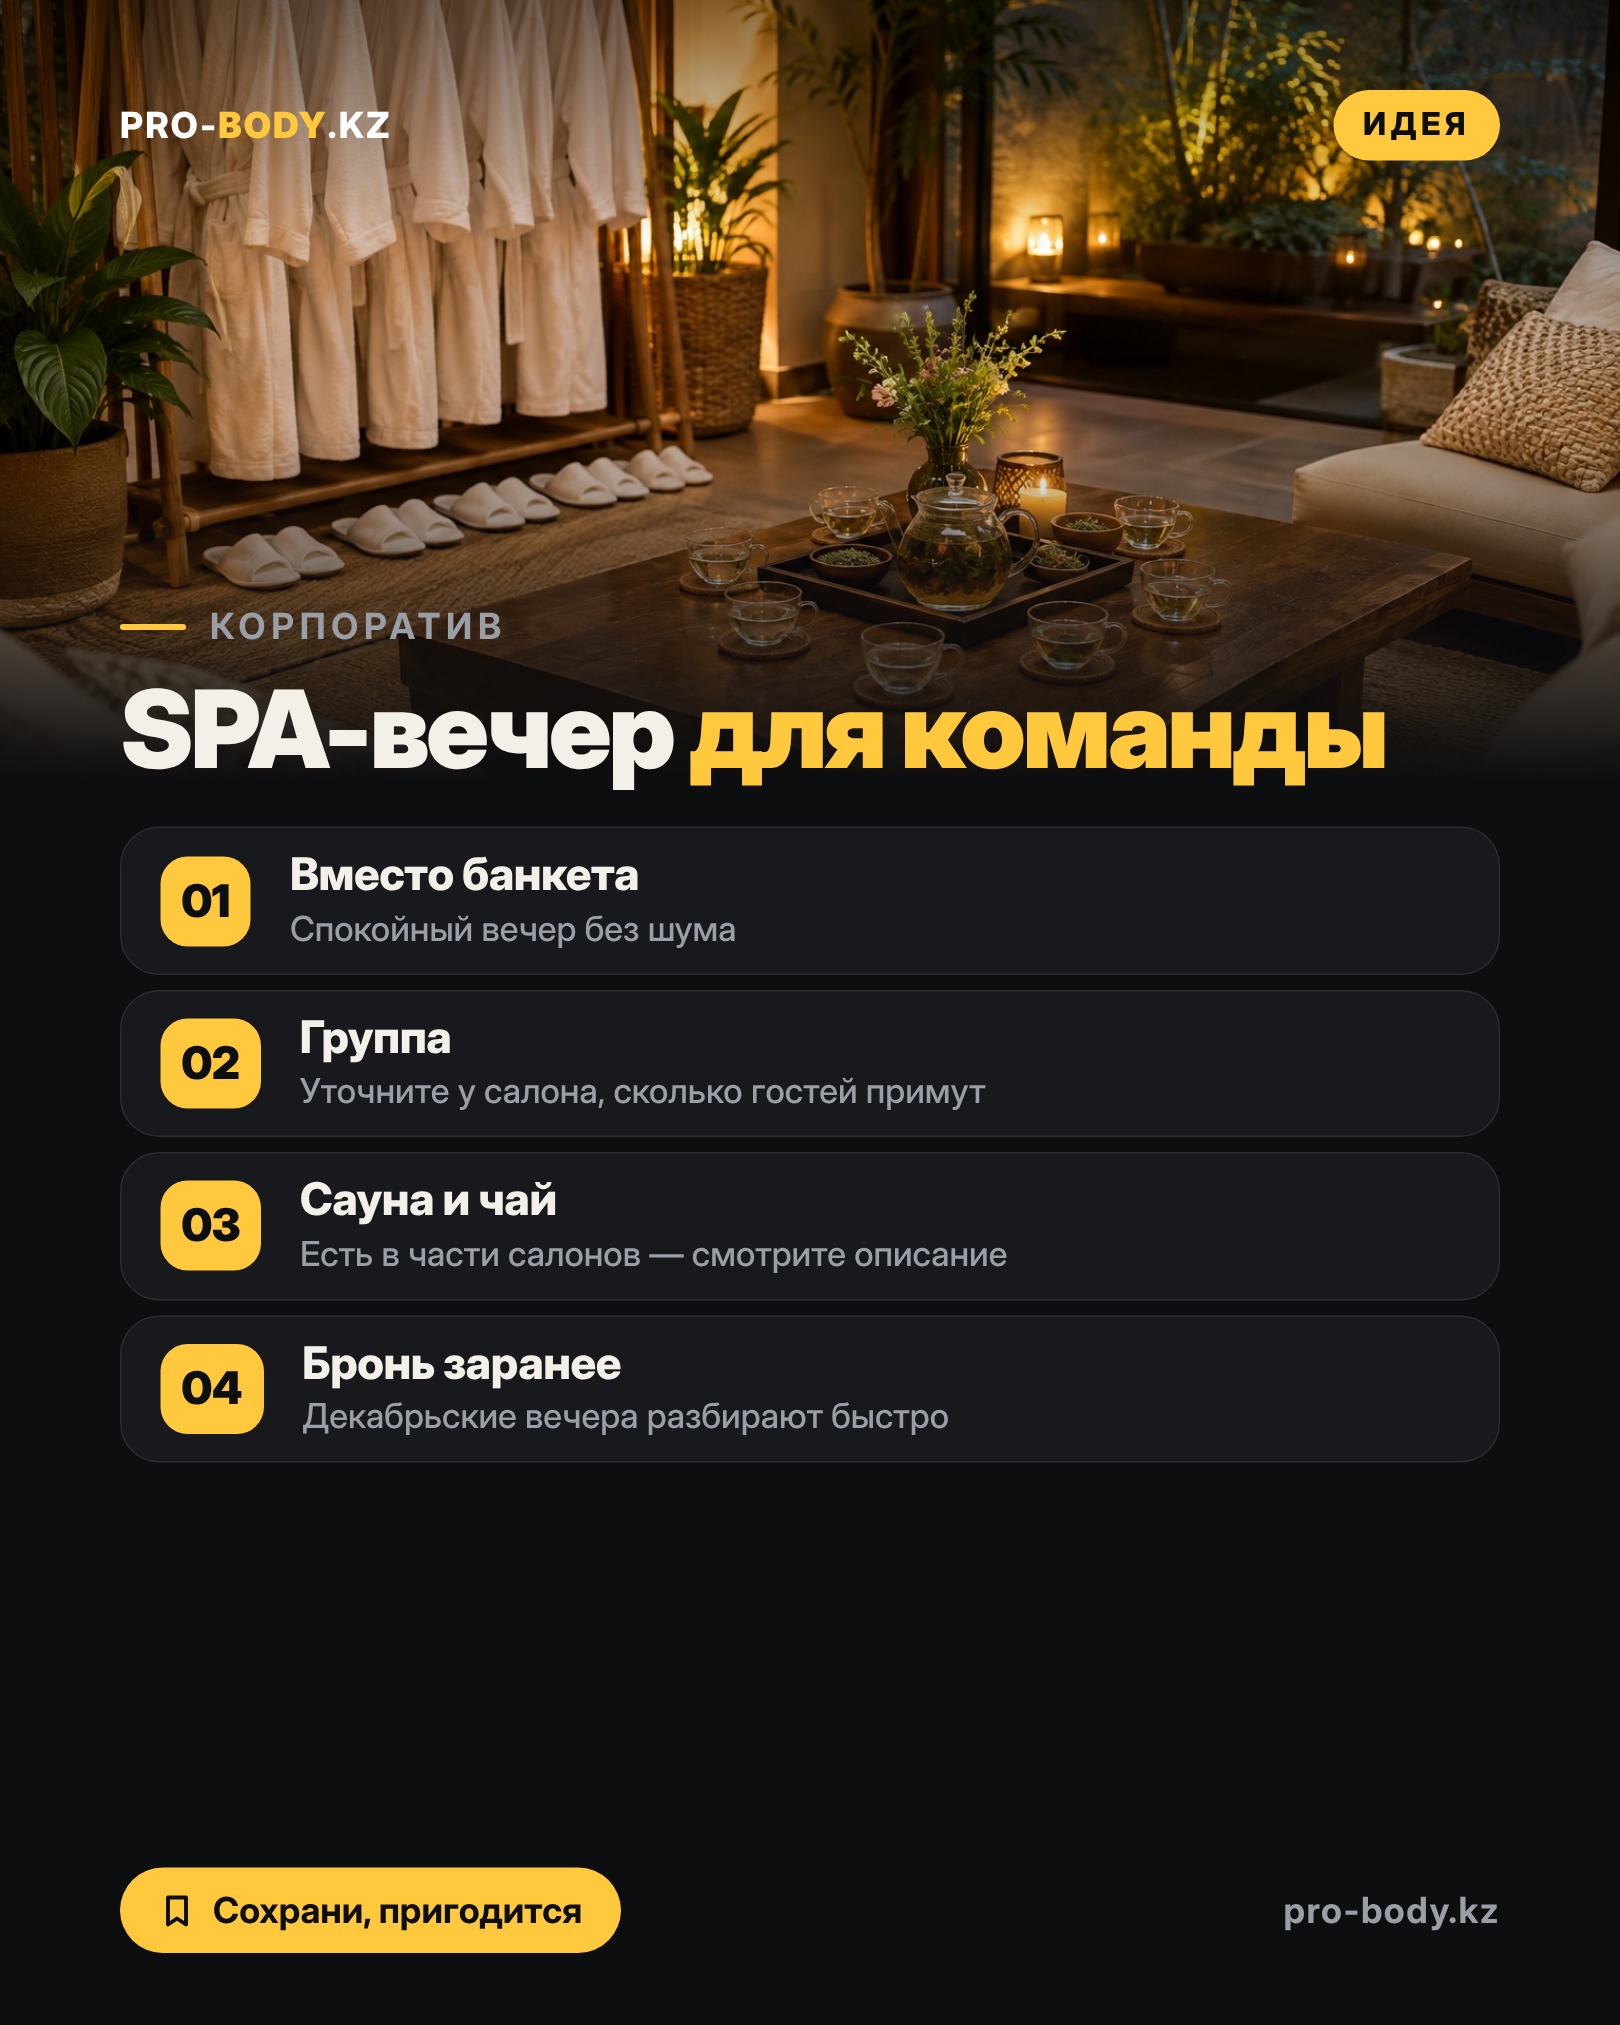 PRO-BODY.KZ
ИДЕЯ
КОРПОРАТИВ
SPA-вечер для команды
01
Вместо банкета
Спокойный вечер без шума
02
Группа
Уточните у салона, сколько гостей примут
03
Сауна и чай
Есть в части салонов — смотрите описание
04
Бронь заранее
Декабрьские вечера разбирают быстро
Сохрани, пригодится
pro-body.kz